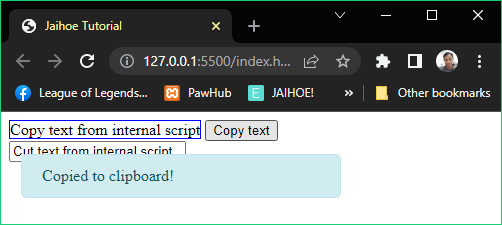 Jaihoe Tutorial
127.0.0.1:5500/index.h...
League of Legends... PawHub JAIHOE! » Other bookmarks
Copy text from internal script Copy text
Cut text from internal script
Copied to clipboard!